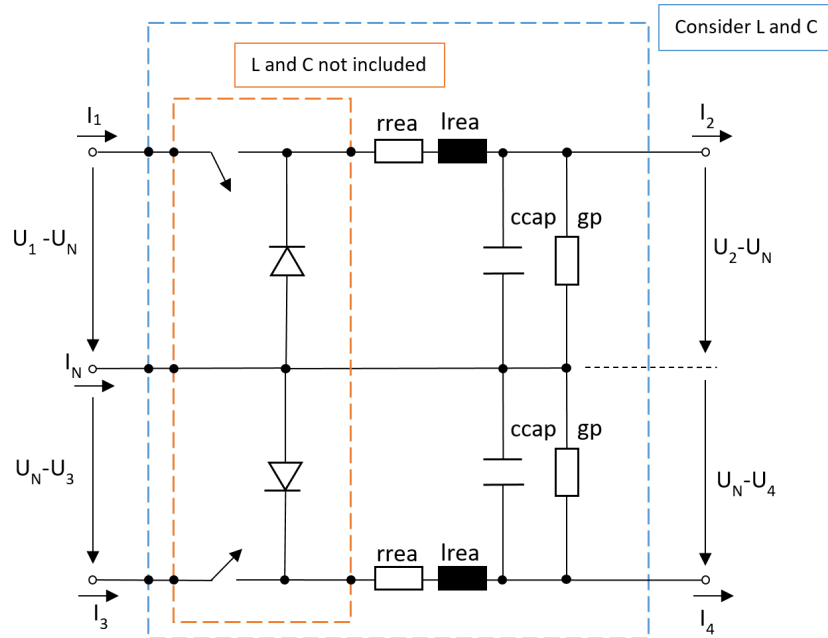 Consider L and C
L and C not included
I1
rrea
lrea
I2
U1 -UN
ccap
gp
U2-UN
IN
UN-U3
ccap
gp
UN-U4
rrea
lrea
I3
I4